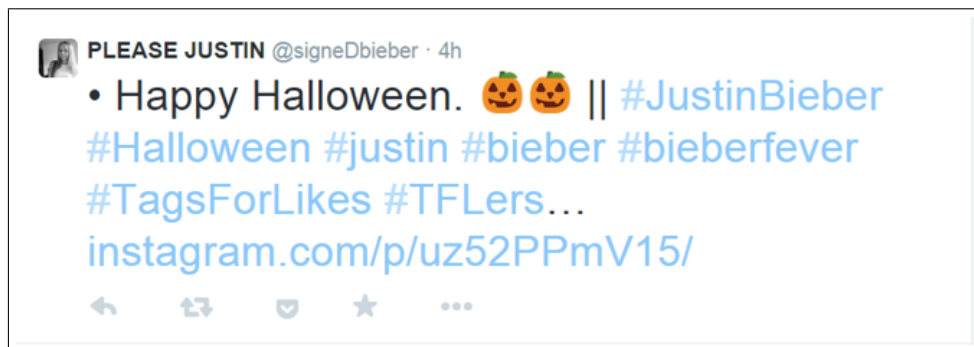 PLEASE JUSTIN @signeDbieber · 4h
• Happy Halloween. 🎃🎃 || #JustinBieber
#Halloween #justin #bieber #bieberfever
#TagsForLikes #TFLers…
instagram.com/p/uz52PPmV15/